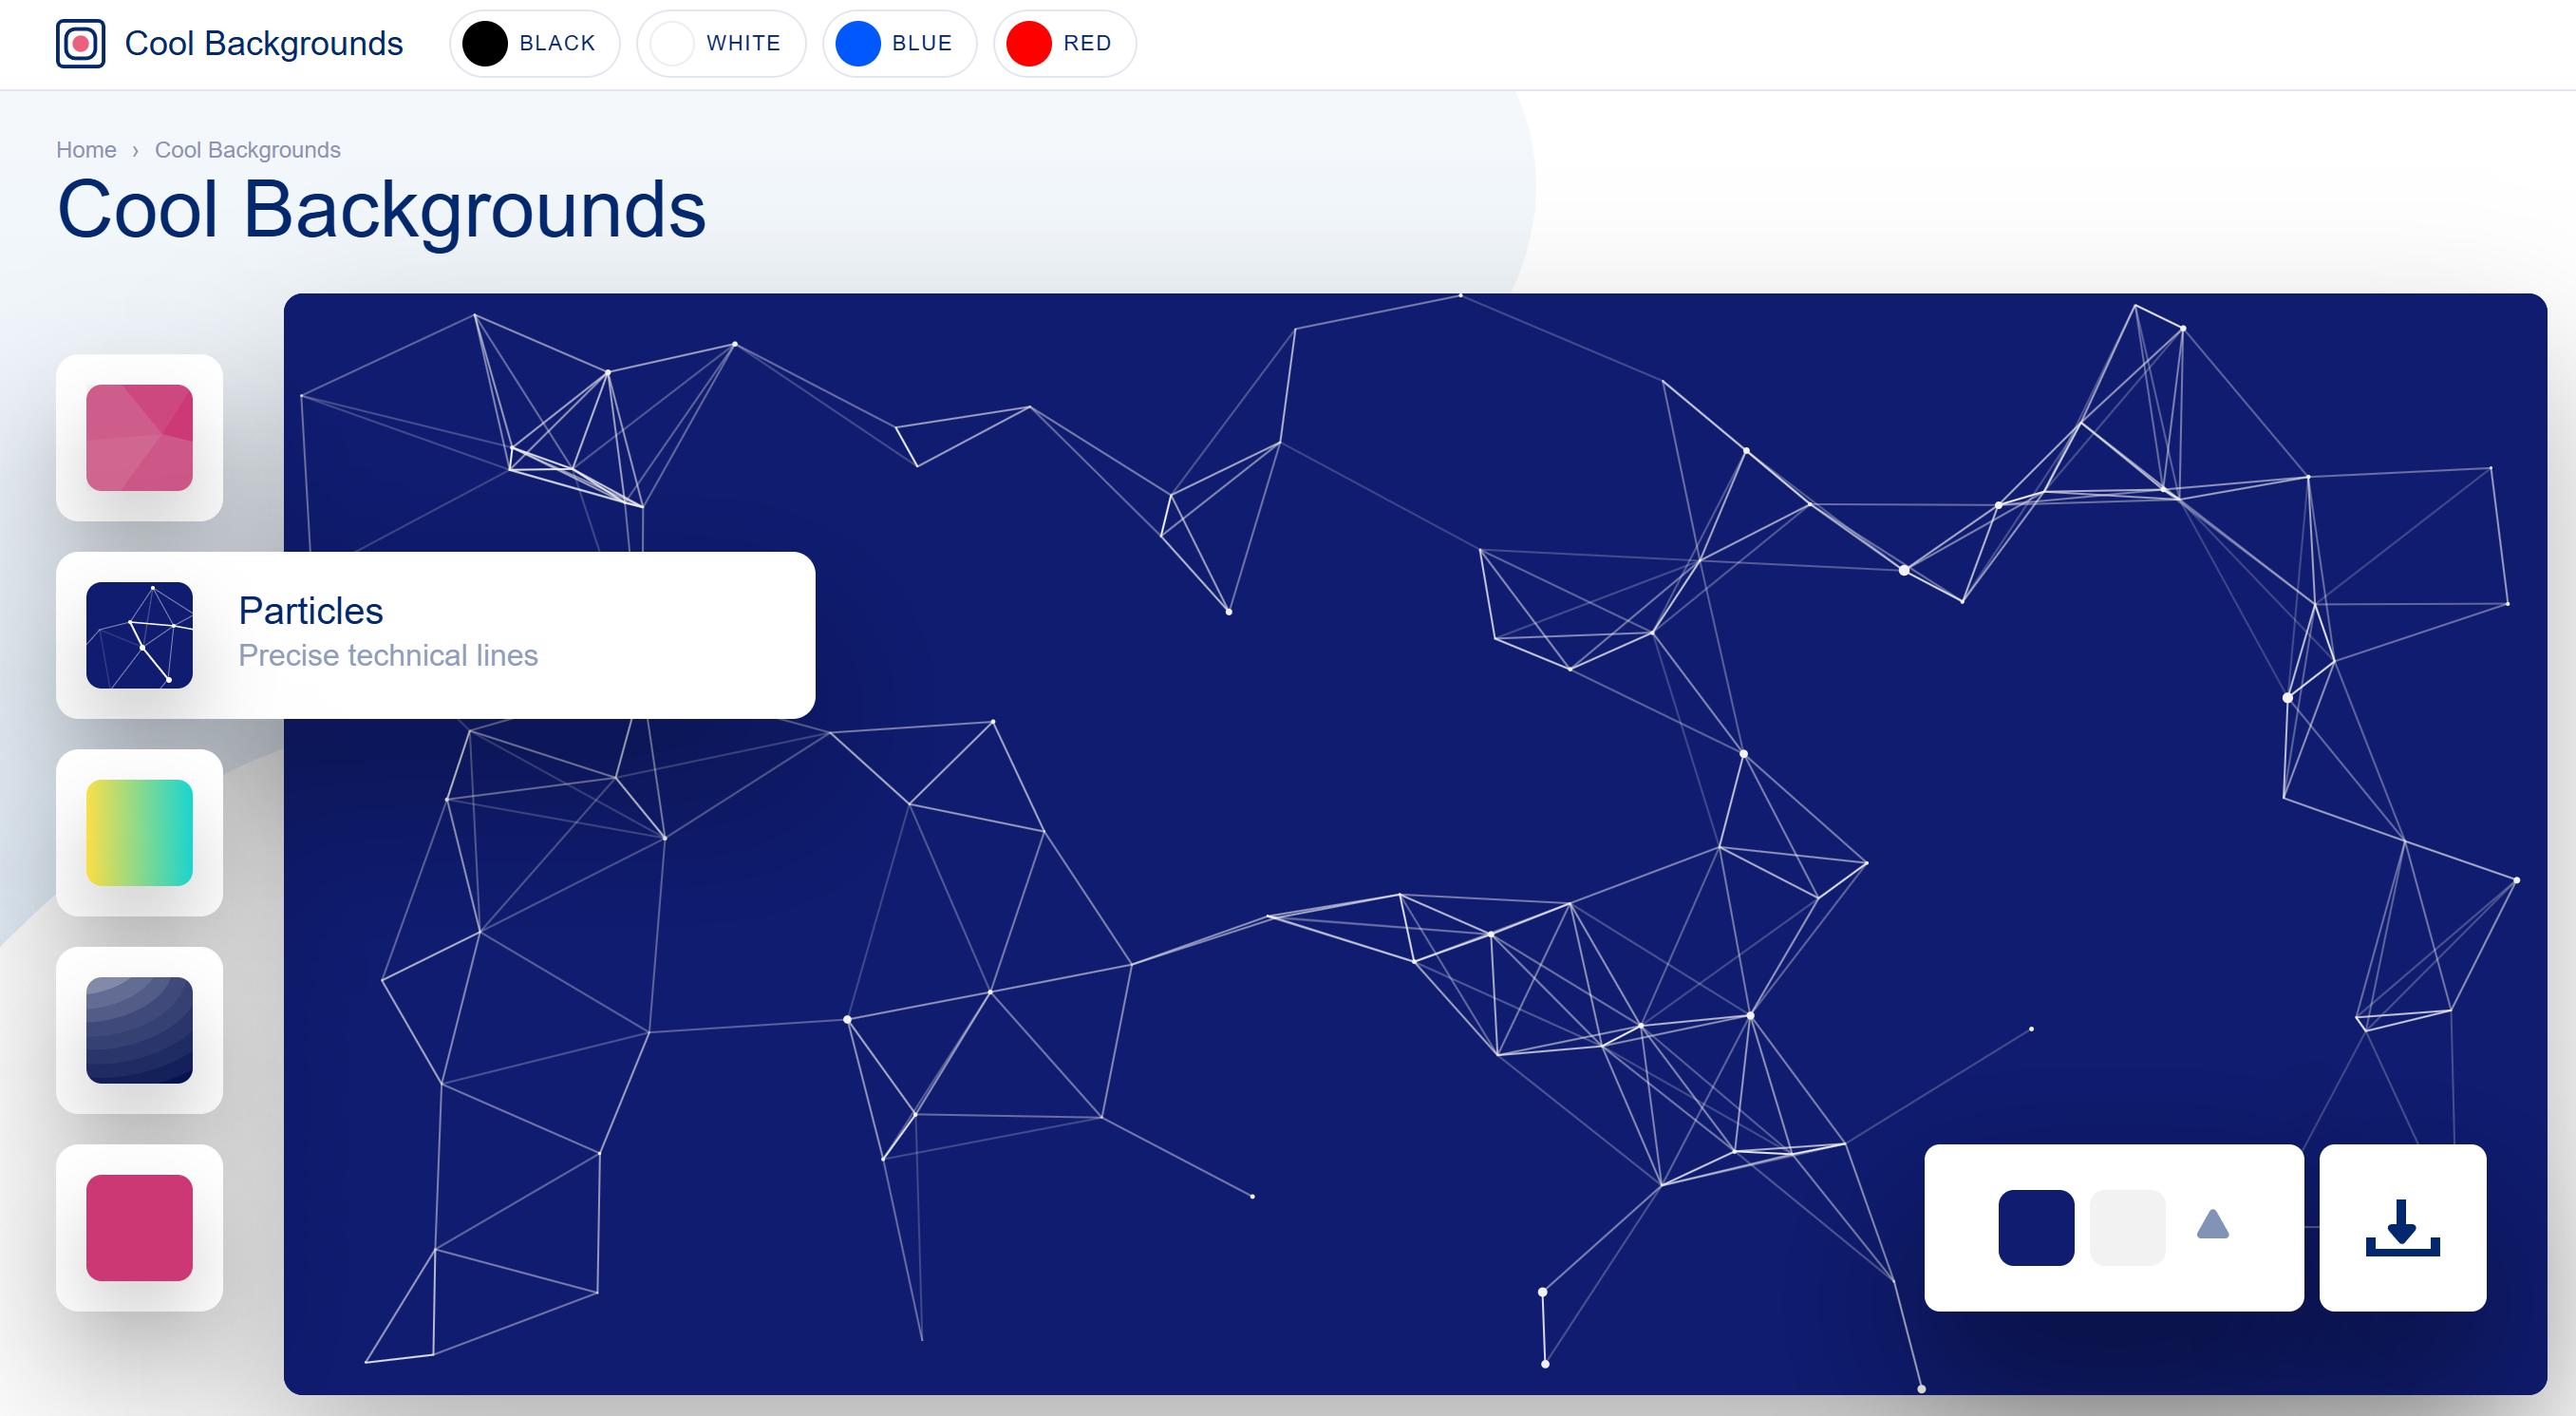 Cool Backgrounds
BLACK
WHITE
BLUE
RED
Home › Cool Backgrounds
Cool Backgrounds
Particles
Precise technical lines